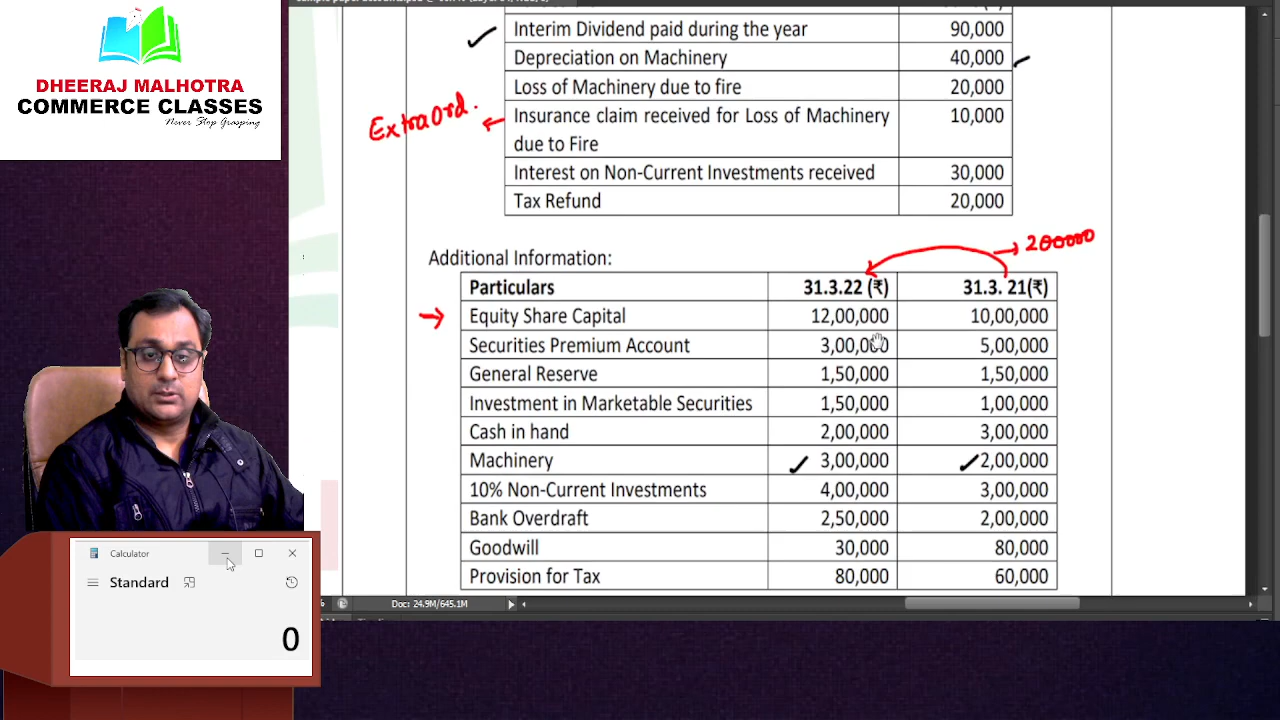 DHEERAJ MALHOTRA
COMMERCE CLASSES
Never Stop Grasping
Interim Dividend paid during the year 90,000
Depreciation on Machinery 40,000
Loss of Machinery due to fire 20,000
ExtraOrd.
Insurance claim received for Loss of Machinery 10,000
due to Fire
Interest on Non-Current Investments received 30,000
Tax Refund 20,000
200000
Additional Information:
Particulars 31.3.22 (₹) 31.3. 21(₹)
Equity Share Capital 12,00,000 10,00,000
Securities Premium Account 3,00,000 5,00,000
General Reserve 1,50,000 1,50,000
Investment in Marketable Securities 1,50,000 1,00,000
Cash in hand 2,00,000 3,00,000
Machinery 3,00,000 2,00,000
10% Non-Current Investments 4,00,000 3,00,000
Bank Overdraft 2,50,000 2,00,000
Goodwill 30,000 80,000
Provision for Tax 80,000 60,000
Calculator
Standard
0
% Doc: 24.9M/645.1M